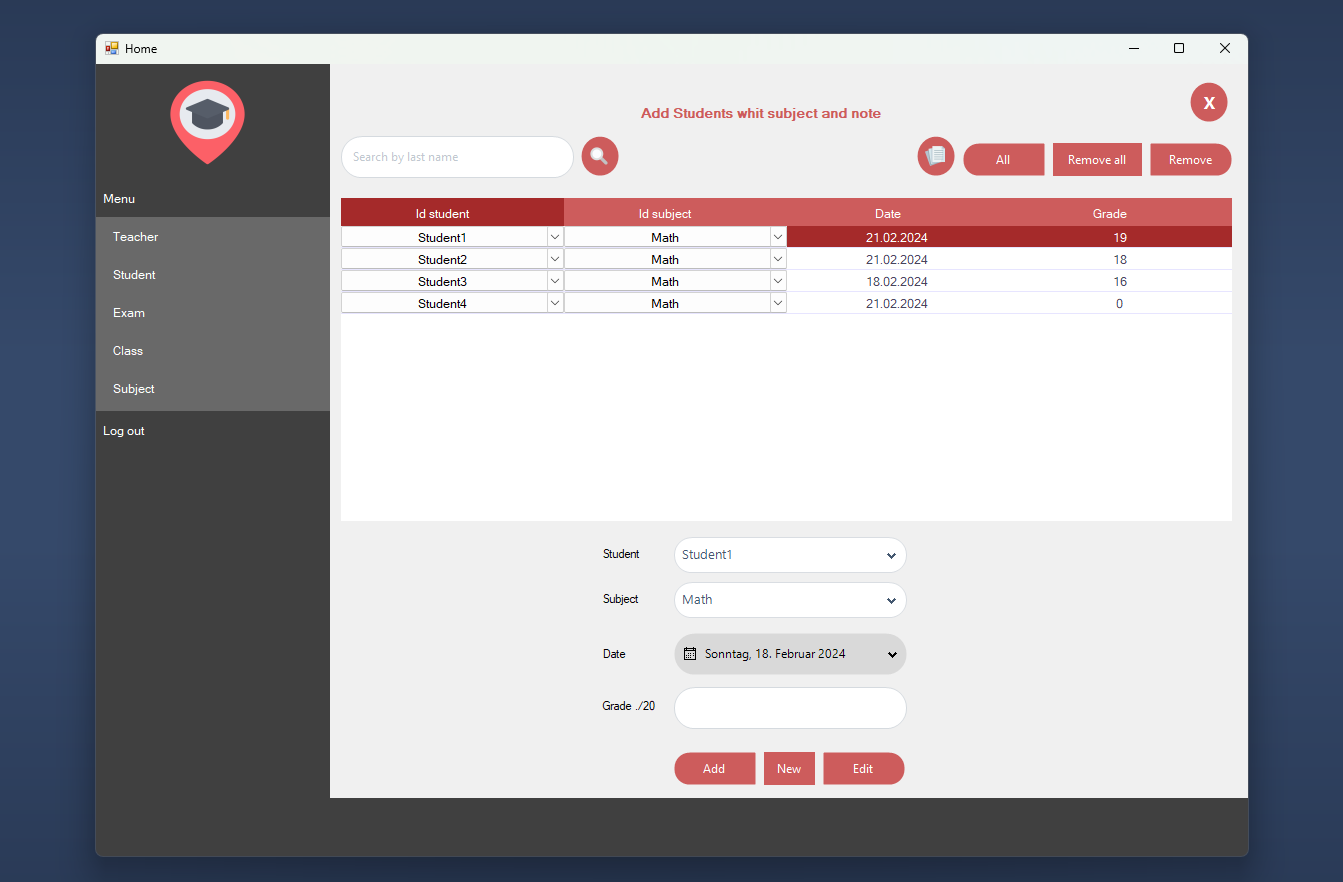 Home
X
Add Students whit subject and note
Search by last name
All Remove all Remove
Menu
Teacher
Student
Exam
Class
Subject
Log out
Id student Id subject Date Grade
Student1 Math 21.02.2024 19
Student2 Math 21.02.2024 18
Student3 Math 18.02.2024 16
Student4 Math 21.02.2024 0
Student Student1
Subject Math
Date Sonntag, 18. Februar 2024
Grade ./20
Add New Edit